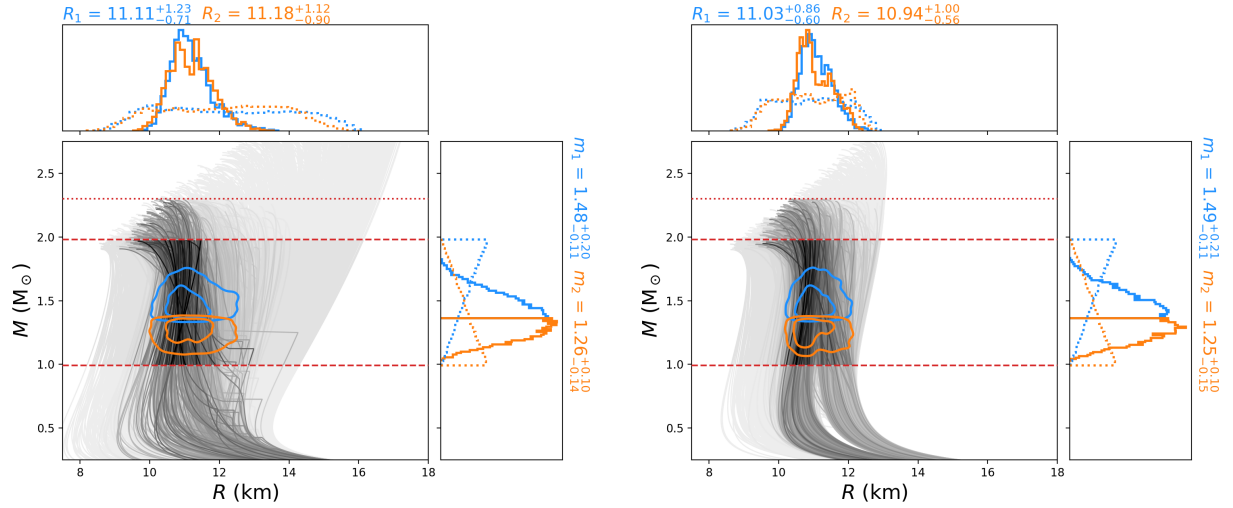 R₁ = 11.11⁺¹·²³₋₀.₇₁ R₂ = 11.18⁺¹·¹²₋₀.₉₀
2.5
2.0
1.5
1.0
0.5
M (M⊙)
8 10 12 14 16 18
R (km)
m₁ = 1.48⁺⁰·²⁰₋₀.₁₁ m₂ = 1.26⁺⁰·¹⁰₋₀.₁₄
R₁ = 11.03⁺⁰·⁸⁶₋₀.₆₀ R₂ = 10.94⁺¹·⁰⁰₋₀.₅₆
2.5
2.0
1.5
1.0
0.5
M (M⊙)
8 10 12 14 16 18
R (km)
m₁ = 1.49⁺⁰·²¹₋₀.₁₁ m₂ = 1.25⁺⁰·¹⁰₋₀.₁₅